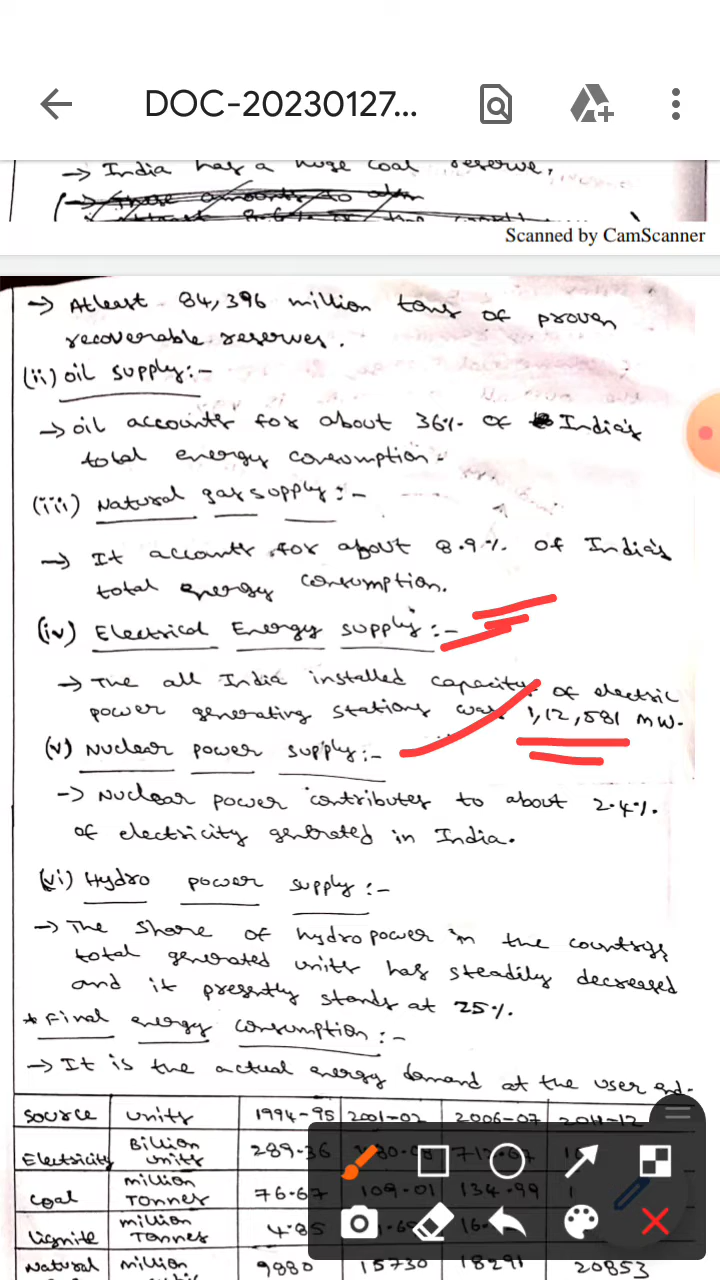 DOC-20230127...
→ India has a huge coal reserve.
Scanned by CamScanner
→ Atleast 84,396 million tons of proven
recoverable reserves.
(ii) oil supply:-
→ oil accounts for about 36% of India's
total energy consumption.
(iii) Natural gas supply:-
→ It accounts for about 8.9% of India's
total energy consumption.
(iv) Electrical Energy supply:-
→ The all India installed capacity of electric
power generating stations was 1,12,581 MW.
(v) Nuclear power supply:-
→ Nuclear power contributes to about 2.4%
of electricity generated in India.
(vi) Hydro power supply:-
→ The share of hydropower in the country's
total generated units has steadily decreased
and it presently stands at 25%.
* Final energy consumption:-
→ It is the actual energy demand at the user end.
source units 1994-95 2001-02 2006-07 2011-12
Electricity Billion units 289.36
coal million Tonnes 76.67 109.01 134.99
Lignite million Tonnes 4.85
Natural million 9880 15730 18291 20853